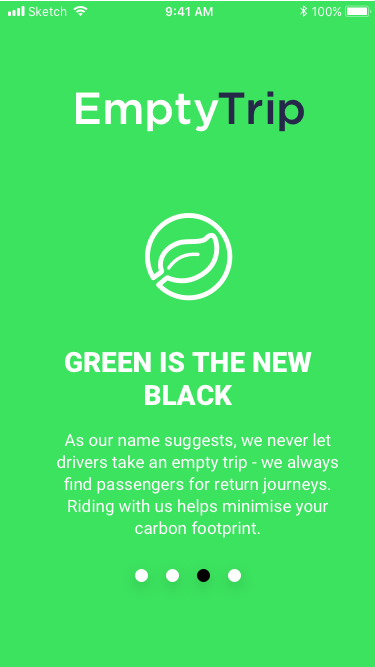 Sketch 9:41 AM 100%
EmptyTrip
GREEN IS THE NEW
BLACK
As our name suggests, we never let
drivers take an empty trip - we always
find passengers for return journeys.
Riding with us helps minimise your
carbon footprint.